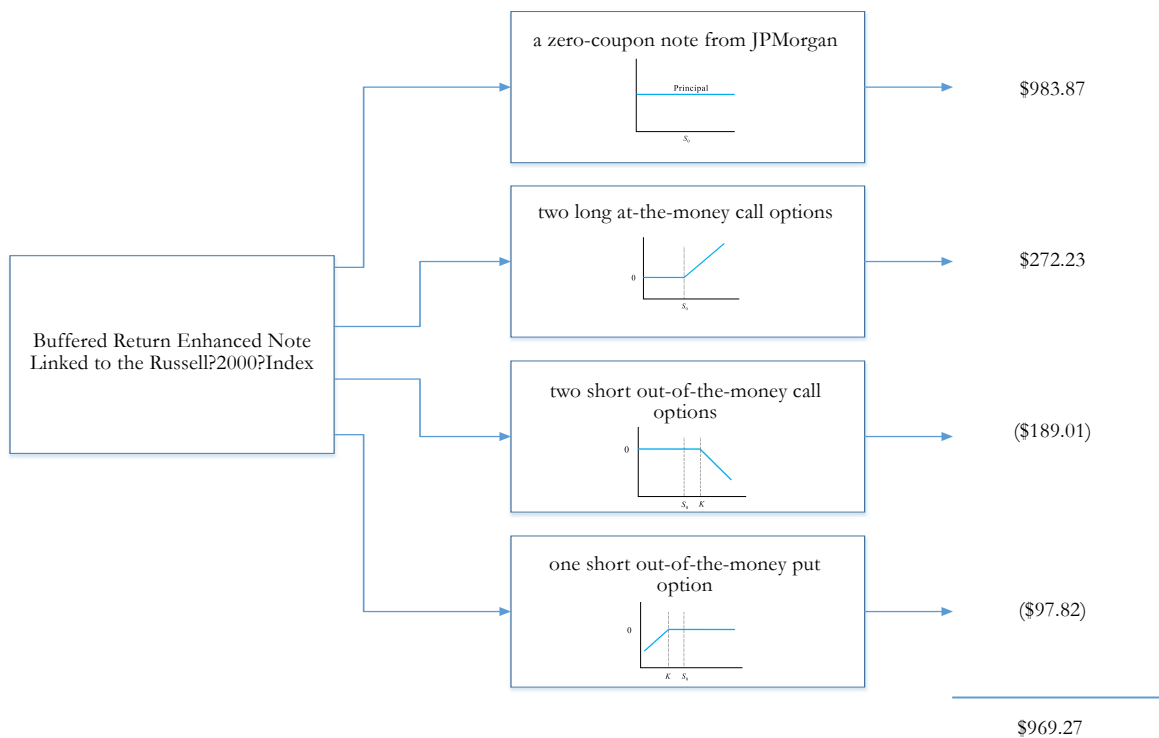 a zero-coupon note from JPMorgan
Principal
S0
$983.87
two long at-the-money call options
0
S0
$272.23
Buffered Return Enhanced Note
Linked to the Russell?2000?Index
two short out-of-the-money call
options
0
S0 K
($189.01)
one short out-of-the-money put
option
0
K S0
($97.82)
$969.27